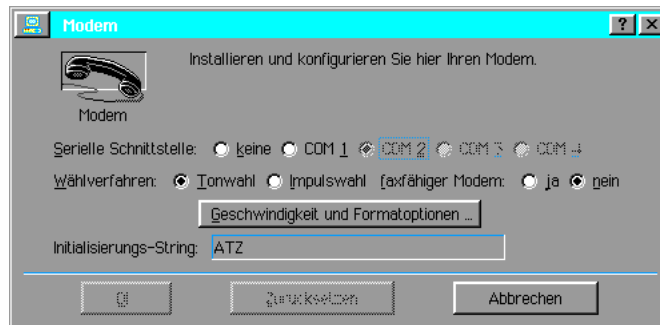 Modem ? X
Installieren und konfigurieren Sie hier Ihren Modem.
Modem
Serielle Schnittstelle: keine COM 1 COM 2 COM 3 COM 4
Wählverfahren: Tonwahl Impulswahl faxfähiger Modem: ja nein
Geschwindigkeit und Formatoptionen ...
Initialisierungs-String: ATZ
Zurücksetzen Abbrechen